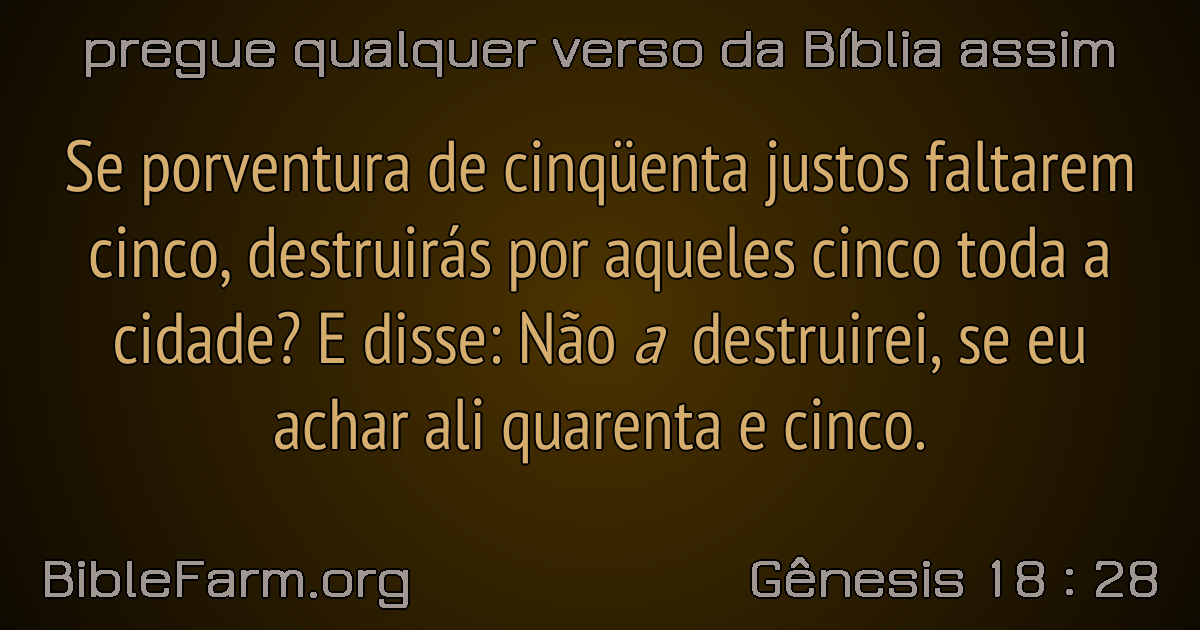 pregue qualquer verso da Bíblia assim
Se porventura de cinqüenta justos faltarem
cinco, destruirás por aqueles cinco toda a
cidade? E disse: Não a destruirei, se eu
achar ali quarenta e cinco.
BibleFarm.org
Gênesis 18 : 28